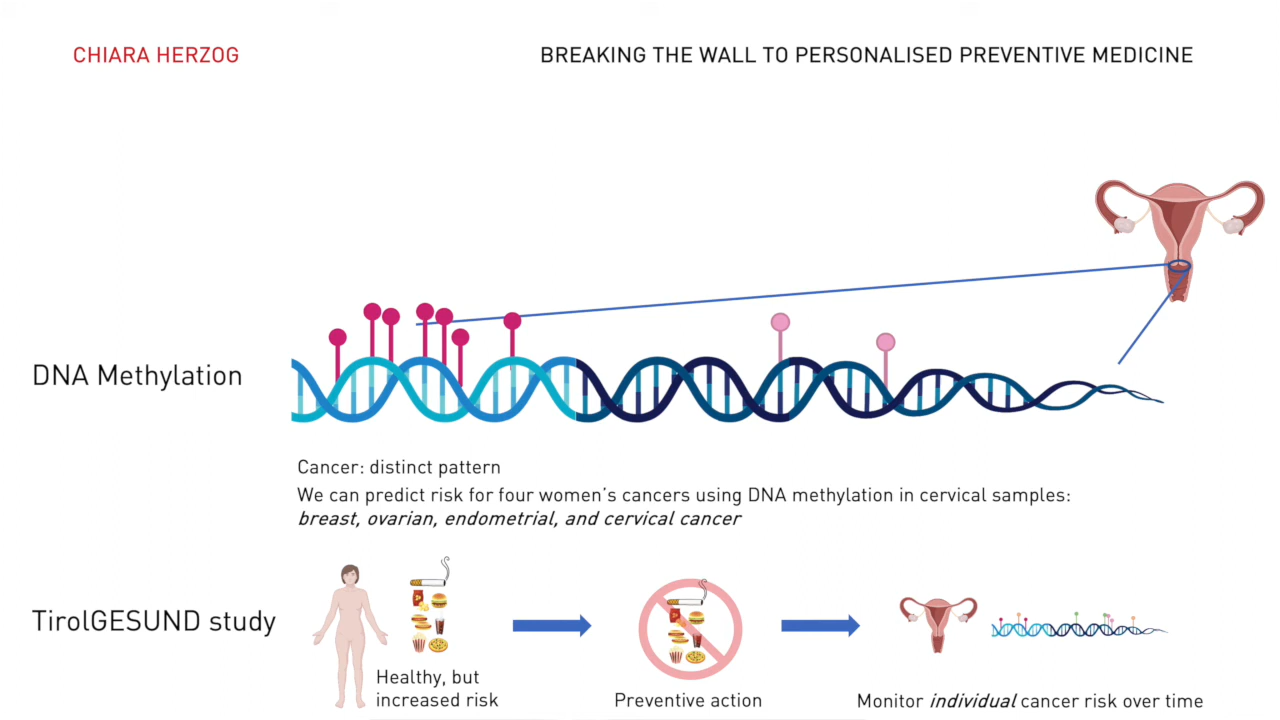 CHIARA HERZOG
BREAKING THE WALL TO PERSONALISED PREVENTIVE MEDICINE
DNA Methylation
Cancer: distinct pattern
We can predict risk for four women's cancers using DNA methylation in cervical samples:
breast, ovarian, endometrial, and cervical cancer
TirolGESUND study
Healthy, but
increased risk
Preventive action
Monitor individual cancer risk over time